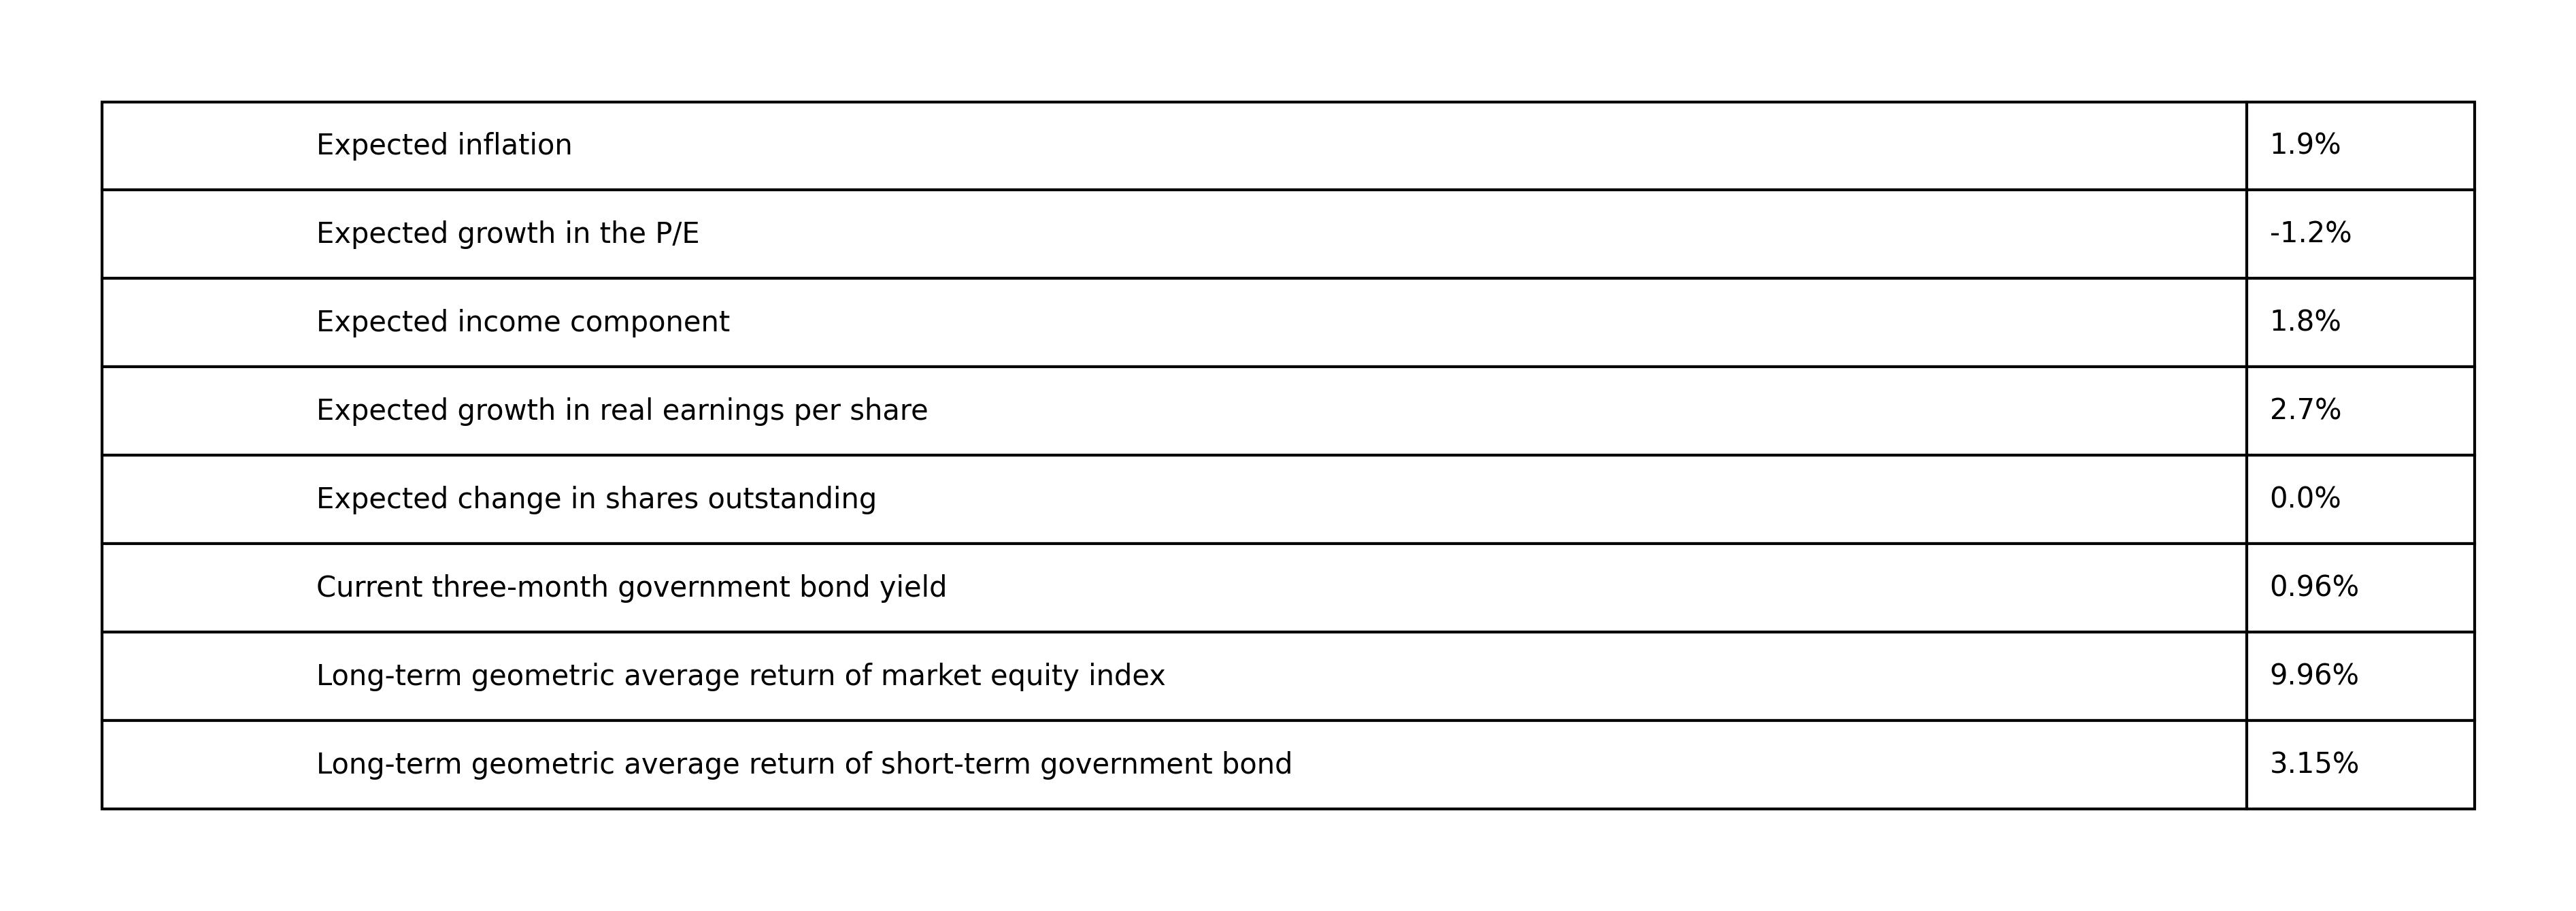 Expected inflation 1.9%
Expected growth in the P/E -1.2%
Expected income component 1.8%
Expected growth in real earnings per share 2.7%
Expected change in shares outstanding 0.0%
Current three-month government bond yield 0.96%
Long-term geometric average return of market equity index 9.96%
Long-term geometric average return of short-term government bond 3.15%